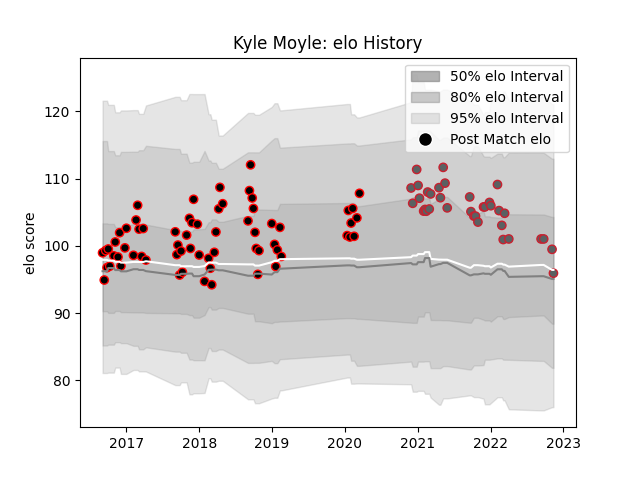 Kyle Moyle: elo History
50% elo Interval
80% elo Interval
95% elo Interval
Post Match elo
elo score
120
110
100
90
80
2017 2018 2019 2020 2021 2022 2023